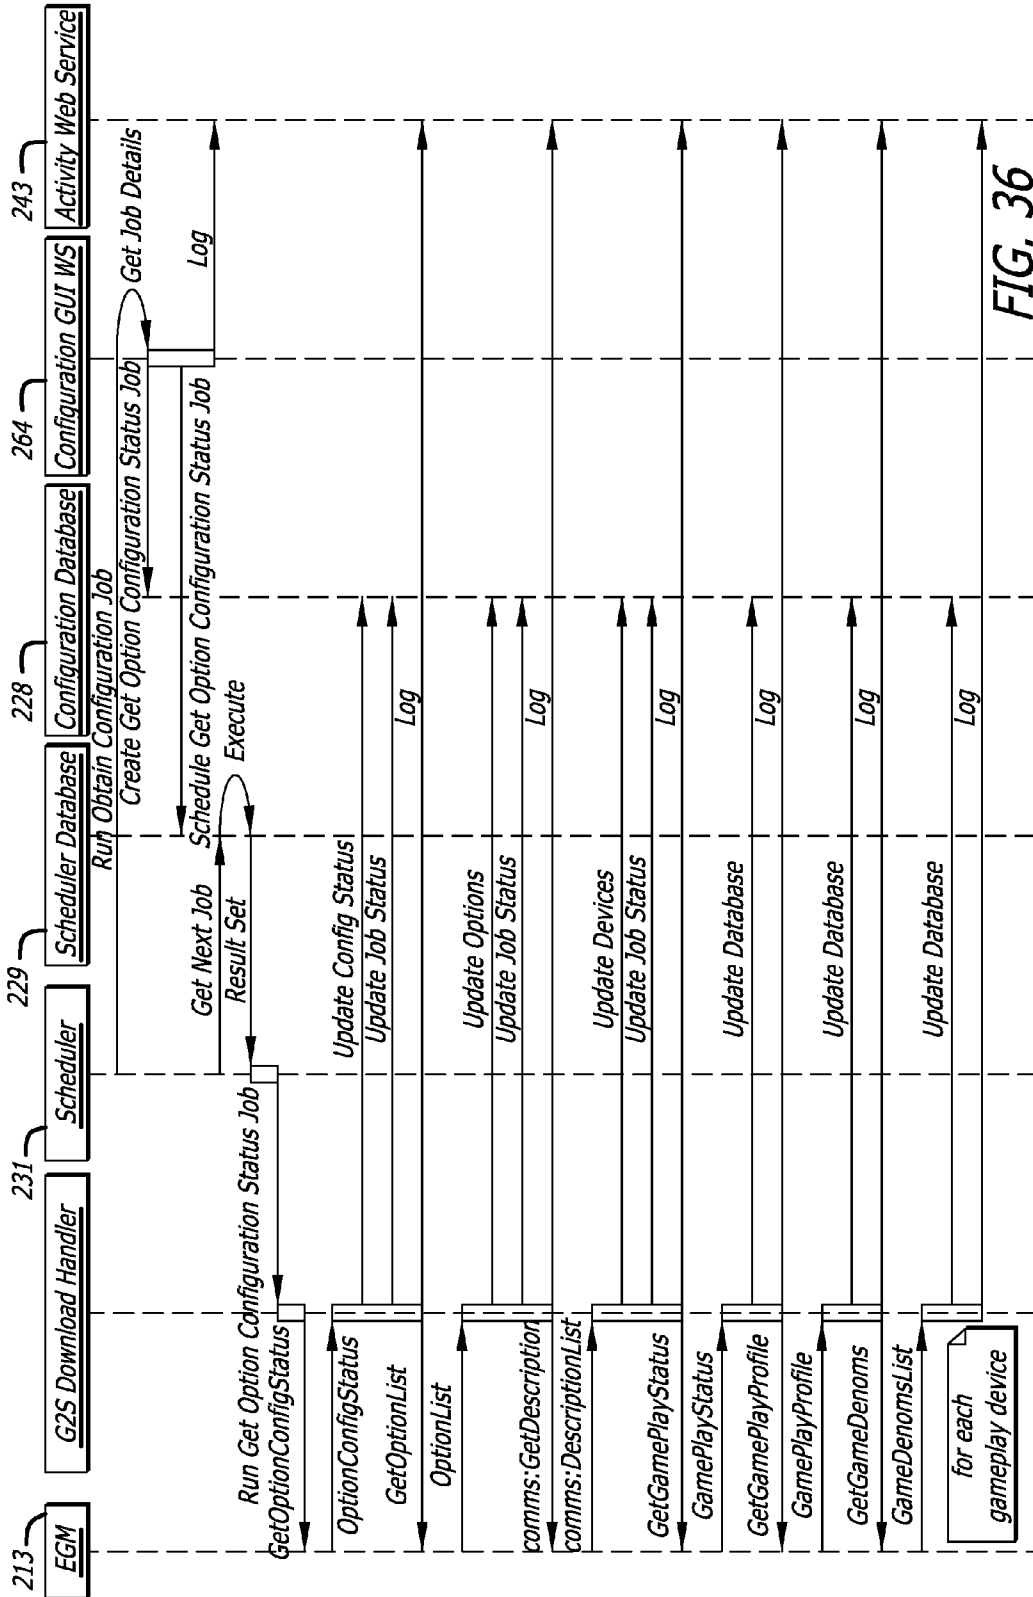 213
EGM
G2S Download Handler
231
Scheduler
229
Scheduler Database
228
Configuration Database
264
Configuration GUI WS
243
Activity Web Service
Run Obtain Configuration Job
Get Job Details
Create Get Option Configuration Status Job
Schedule Get Option Configuration Status Job
Log
Get Next Job
Execute
Result Set
Run Get Option Configuration Status Job
GetOptionConfigStatus
OptionConfigStatus
Update Config Status
Update Job Status
GetOptionList
Log
OptionList
Update Options
Update Job Status
comms:GetDescription
Log
comms:DescriptionList
Update Devices
Update Job Status
GetGamePlayStatus
Log
GamePlayStatus
Update Database
GetGamePlayProfile
Log
GamePlayProfile
Update Database
GetGameDenoms
Log
GameDenomsList
Update Database
Log
for each
gameplay device
FIG. 36